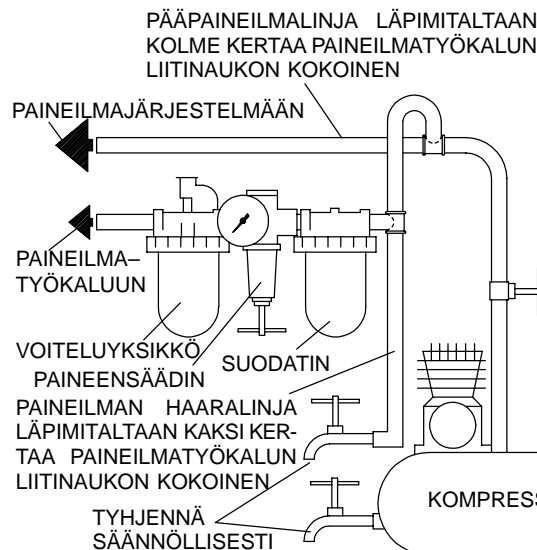 PÄÄPAINEILMALINJA LÄPIMITALTAAN
KOLME KERTAA PAINEILMATYÖKALUN
LIITINAUKON KOKOINEN
PAINEILMAJÄRJESTELMÄÄN
PAINEILMA–
TYÖKALUUN
VOITELUYKSIKKÖ
SUODATIN
PAINEENSÄÄDIN
PAINEILMAN HAARALINJA
LÄPIMITALTAAN KAKSI KER-
TAA PAINEILMATYÖKALUN
LIITINAUKON KOKOINEN
TYHJENNÄ
SÄÄNNÖLLISESTI
KOMPRESS